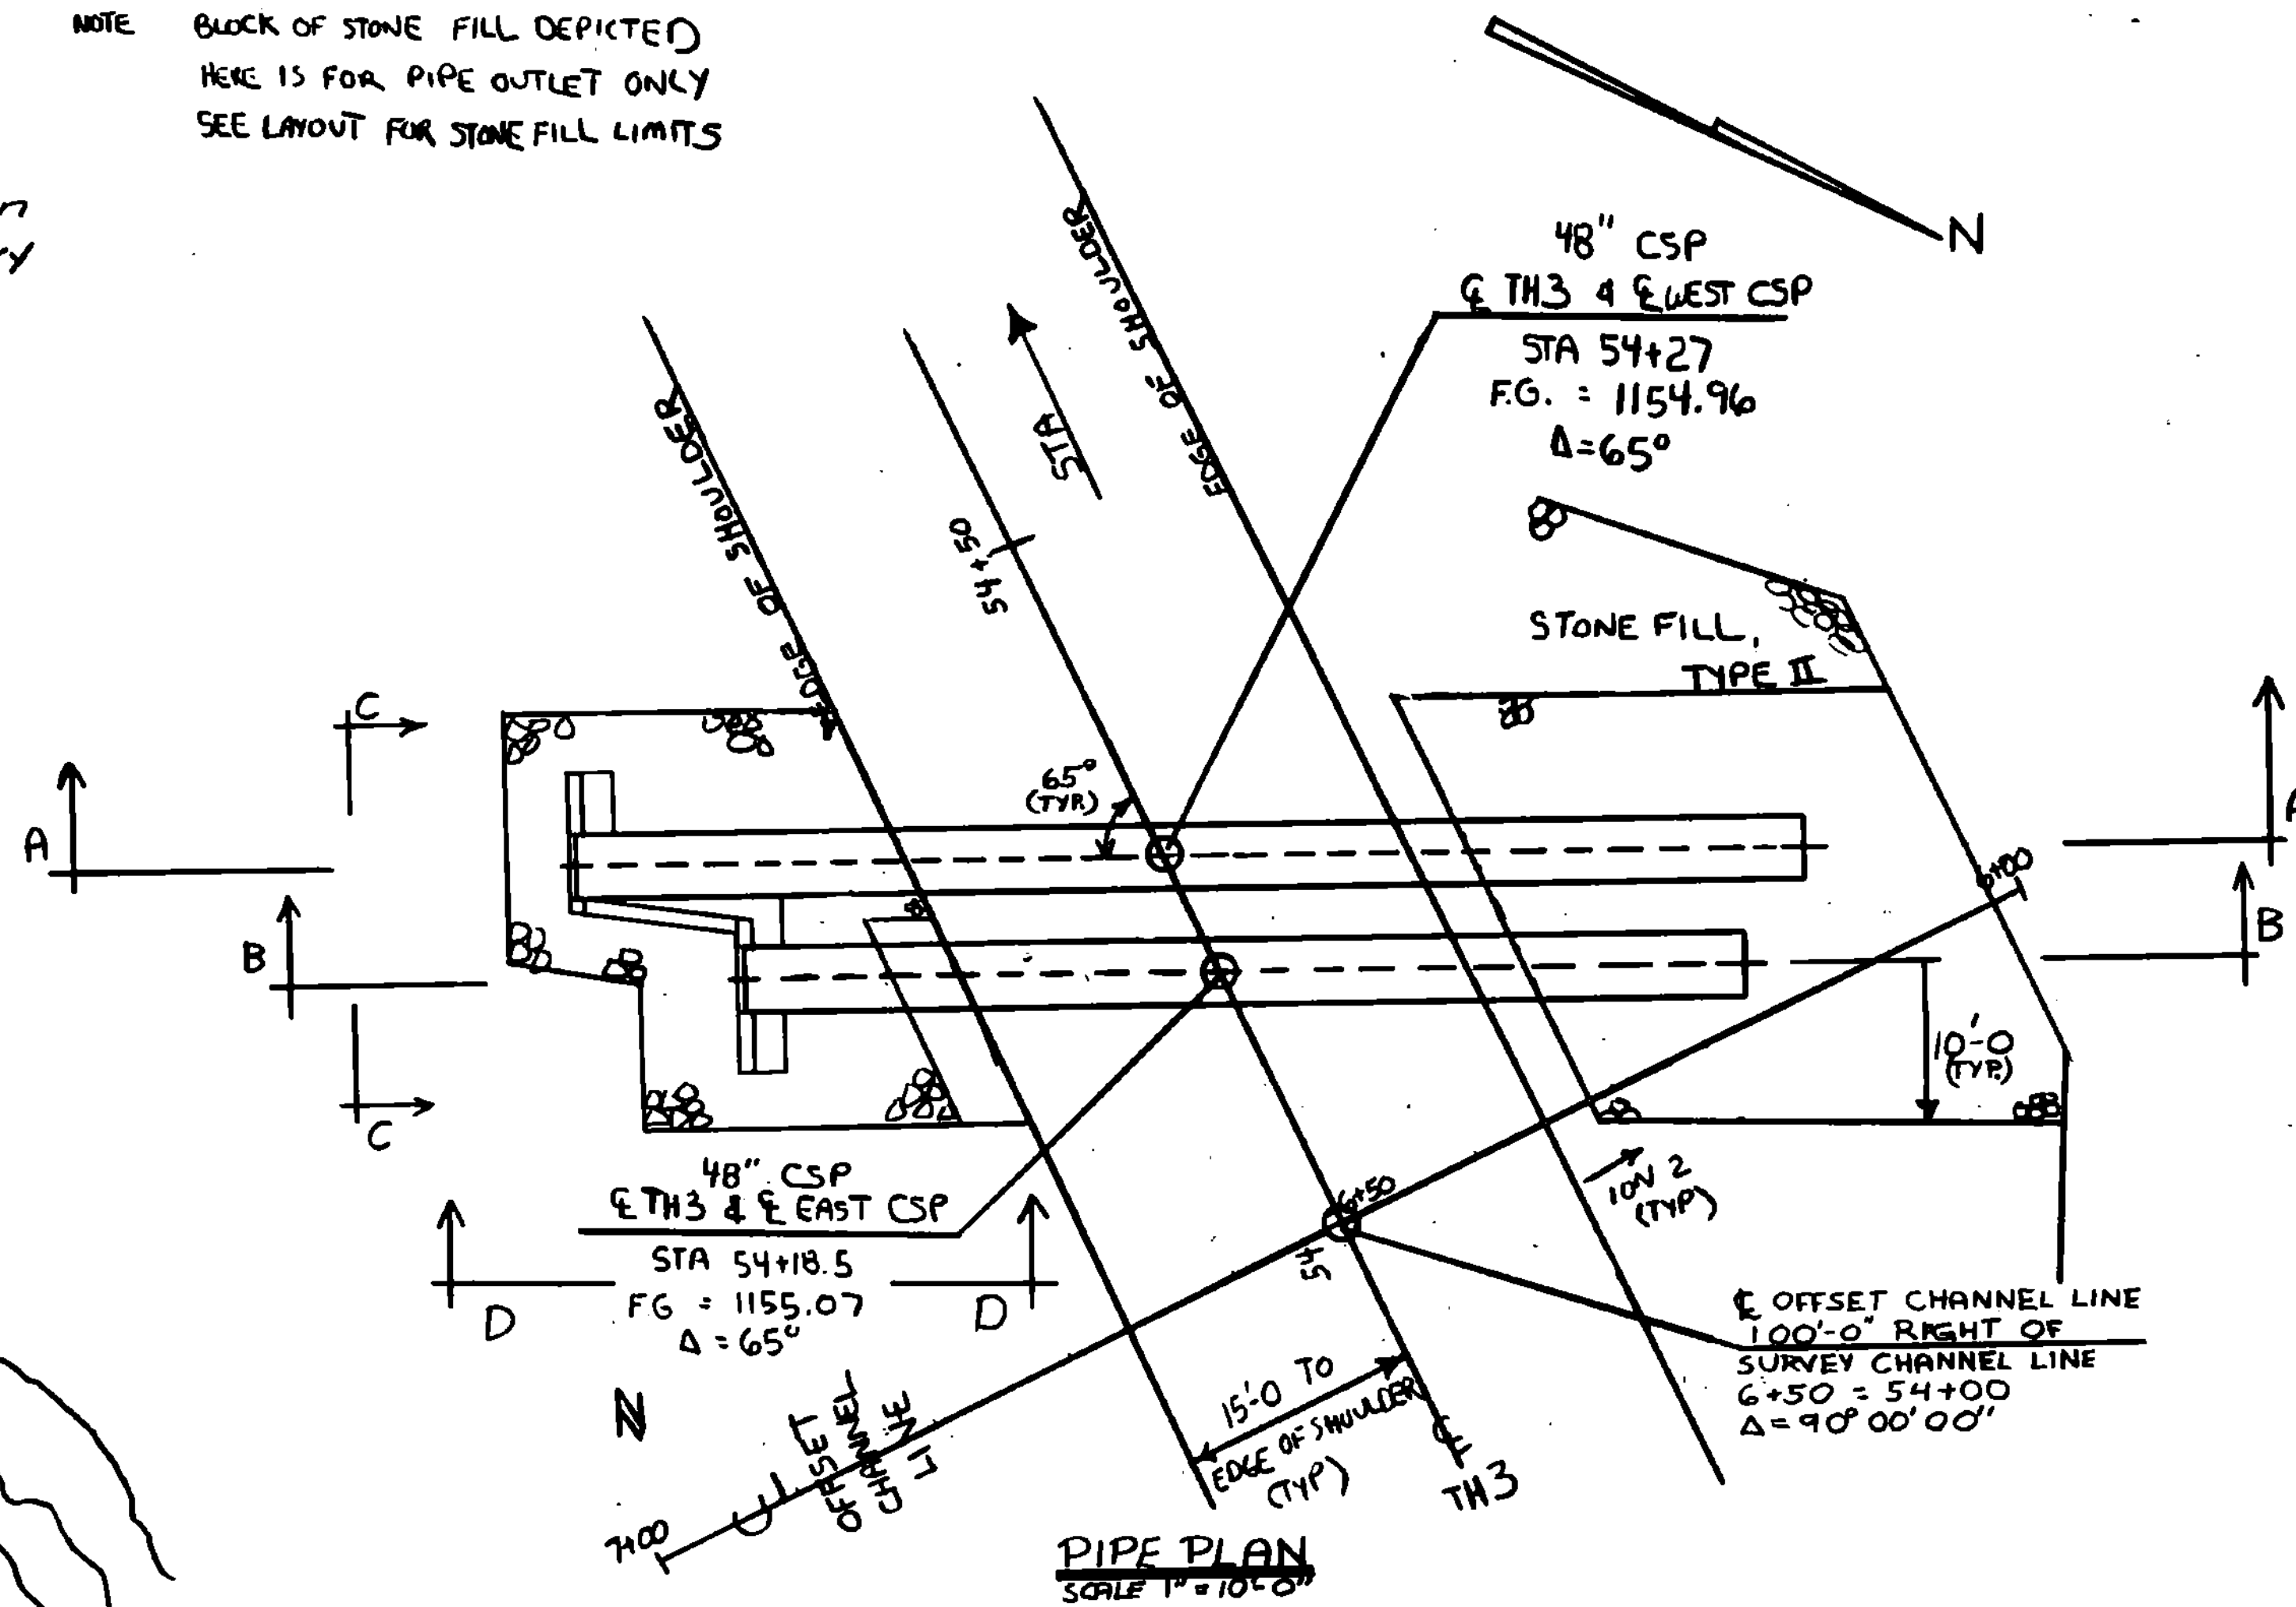 NOTE BLOCK OF STONE FILL DEPICTED
HERE IS FOR PIPE OUTLET ONLY
SEE LAYOUT FOR STONE FILL LIMITS
N
48" CSP
℄ TH3 & ℄ WEST CSP
STA 54+27
F.G. = 1154.96
Δ=65°
EDGE OF SHOULDER
EDGE OF SHOULDER
STA
54+50
STONE FILL,
TYPE II
65°
(TYP.)
C
A
A
B
B
C
6+00
10'-0
(TYP.)
10N 2
(TYP)
48" CSP
℄ TH3 & ℄ EAST CSP
STA 54+18.5
FG = 1155.07
Δ = 65°
D
D
6+50
54
℄ OFFSET CHANNEL LINE
100'-0" RIGHT OF
SURVEY CHANNEL LINE
6+50 = 54+00
Δ = 90° 00' 00"
N
OFFSET
CHANNEL
LINE
15'-0 TO
EDGE OF SHOULDER
(TYP)
℄
TH3
7+00
PIPE PLAN
SCALE 1" = 10'-0"